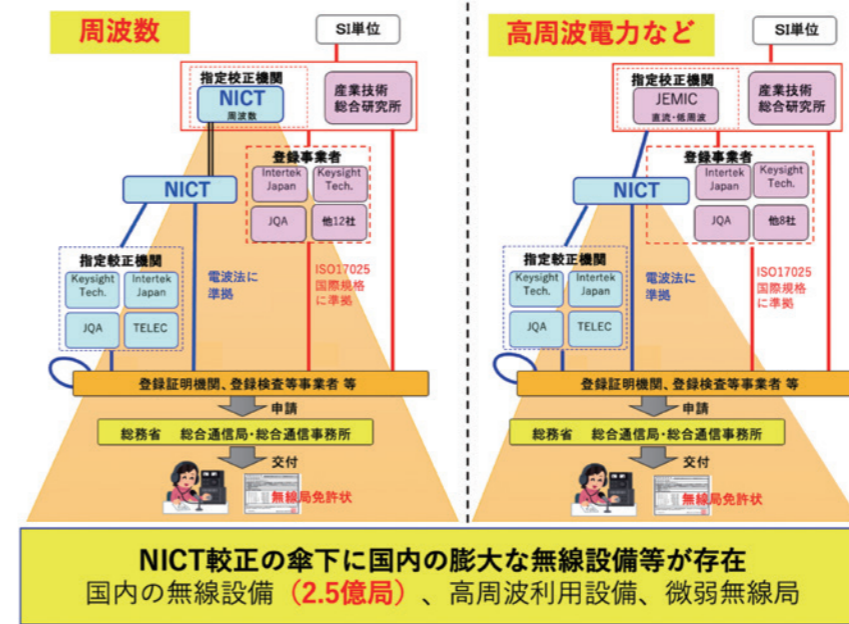 周波数
SI単位
指定校正機関
NICT
周波数
産業技術
総合研究所
登録事業者
Intertek
Japan
Keysight
Tech.
JQA
他12社
NICT
指定較正機関
Keysight
Tech.
Intertek
Japan
JQA
TELEC
電波法に
準拠
ISO17025
国際規格
に準拠
登録証明機関、登録検査等事業者 等
申請
総務省 総合通信局・総合通信事務所
交付
無線局免許状
高周波電力など
SI単位
指定校正機関
JEMIC
直流・低周波
産業技術
総合研究所
登録事業者
Intertek
Japan
Keysight
Tech.
JQA
他8社
NICT
指定較正機関
Keysight
Tech.
Intertek
Japan
JQA
TELEC
電波法に
準拠
ISO17025
国際規格
に準拠
登録証明機関、登録検査等事業者 等
申請
総務省 総合通信局・総合通信事務所
交付
無線局免許状
NICT較正の傘下に国内の膨大な無線設備等が存在
国内の無線設備（2.5億局）、高周波利用設備、微弱無線局